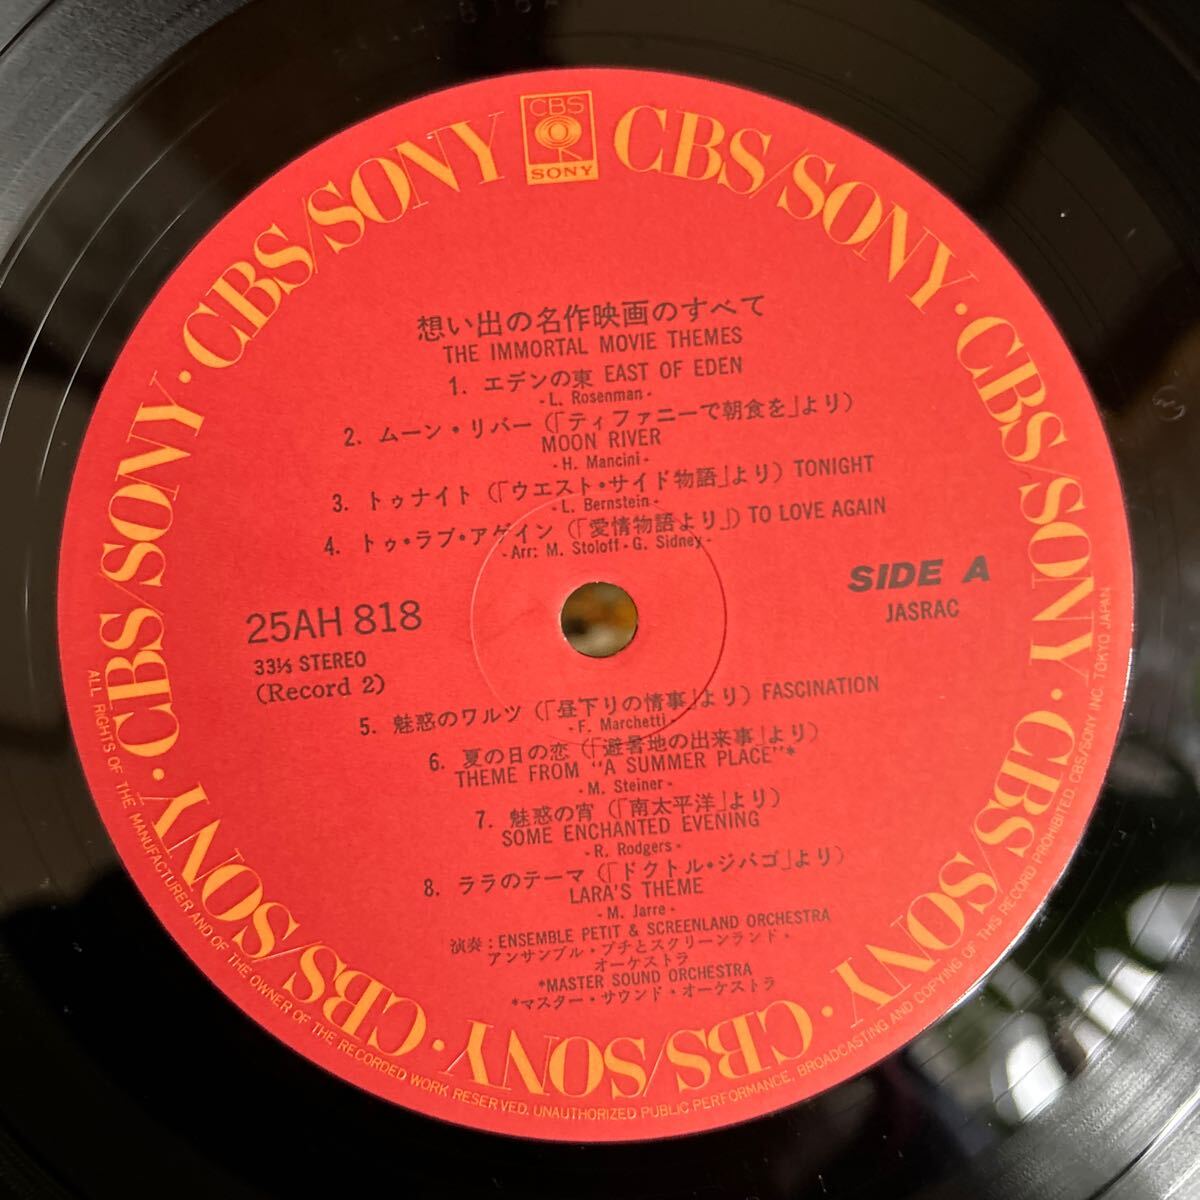 CBS
SONY
CBS/SONY · CBS/SONY · CBS/SONY · CBS/SONY · CBS/SONY · CBS/SONY · CBS/SONY · CBS/SONY
想い出の名作映画のすべて
THE IMMORTAL MOVIE THEMES
1. エデンの東 EAST OF EDEN
- L. Rosenman -
2. ムーン・リバー (「ティファニーで朝食を」より)
MOON RIVER
- H. Mancini -
3. トゥナイト (「ウエスト・サイド物語」より) TONIGHT
- L. Bernstein -
4. トゥ・ラブ・アゲイン (「愛情物語より」) TO LOVE AGAIN
- Arr: M. Stoloff - G. Sidney -
SIDE A
JASRAC
25AH 818
33⅓ STEREO
(Record 2)
5. 魅惑のワルツ (「昼下りの情事」より) FASCINATION
- F. Marchetti -
6. 夏の日の恋 (「避暑地の出来事」より)
THEME FROM "A SUMMER PLACE"*
- M. Steiner -
7. 魅惑の宵 (「南太平洋」より)
SOME ENCHANTED EVENING
- R. Rodgers -
8. ララのテーマ (「ドクトル・ジバゴ」より)
LARA'S THEME
- M. Jarre -
演奏: ENSEMBLE PETIT & SCREENLAND ORCHESTRA
アンサンブル・プチとスクリーンランド・
オーケストラ
*MASTER SOUND ORCHESTRA
*マスター・サウンド・オーケストラ
ALL RIGHTS OF THE MANUFACTURER AND OF THE OWNER OF THE RECORDED WORK RESERVED. UNAUTHORIZED PUBLIC PERFORMANCE, BROADCASTING AND COPYING OF THIS RECORD PROHIBITED. CBS/SONY INC. TOKYO JAPAN